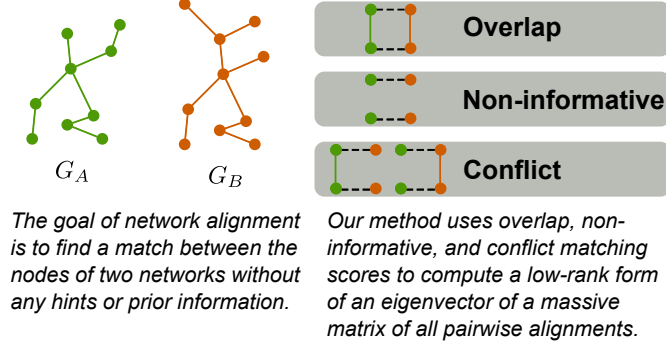 Overlap
Non-informative
Conflict
G_A
G_B
The goal of network alignment
is to find a match between the
nodes of two networks without
any hints or prior information.
Our method uses overlap, non-
informative, and conflict matching
scores to compute a low-rank form
of an eigenvector of a massive
matrix of all pairwise alignments.